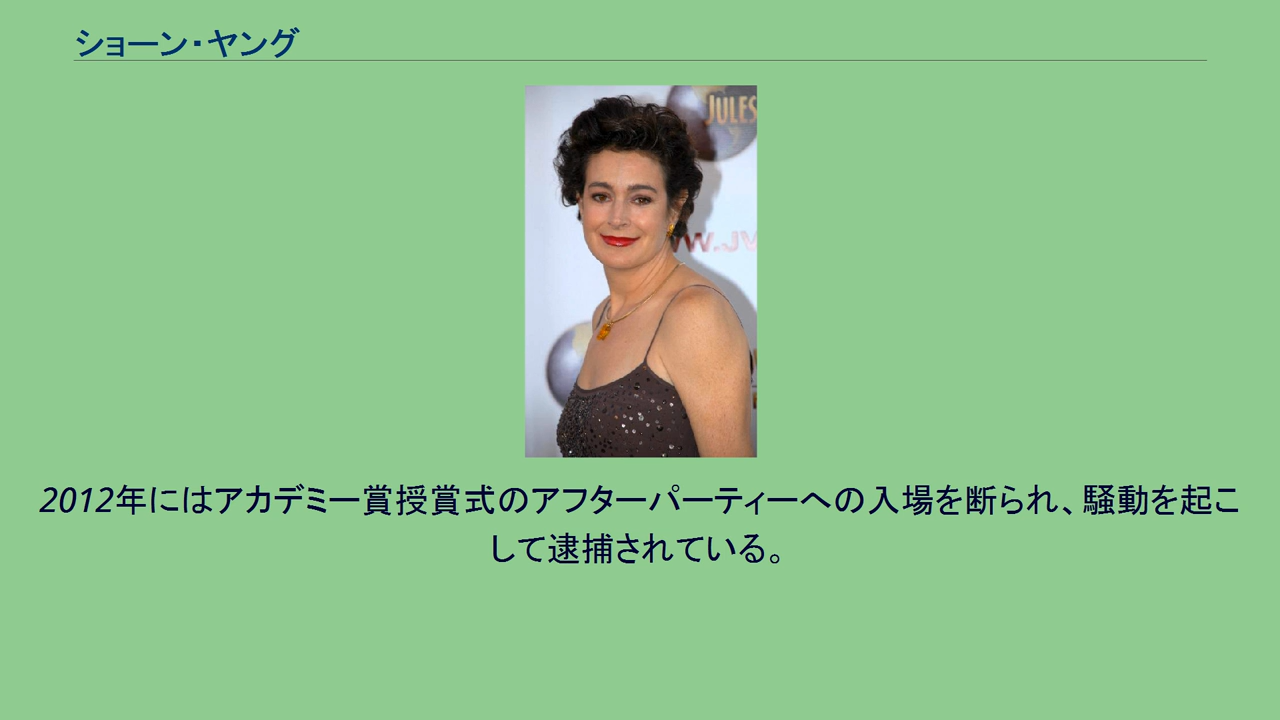 ショーン・ヤング
JULES
WW.JV
2012年にはアカデミー賞授賞式のアフターパーティーへの入場を断られ、騒動を起こ
して逮捕されている。